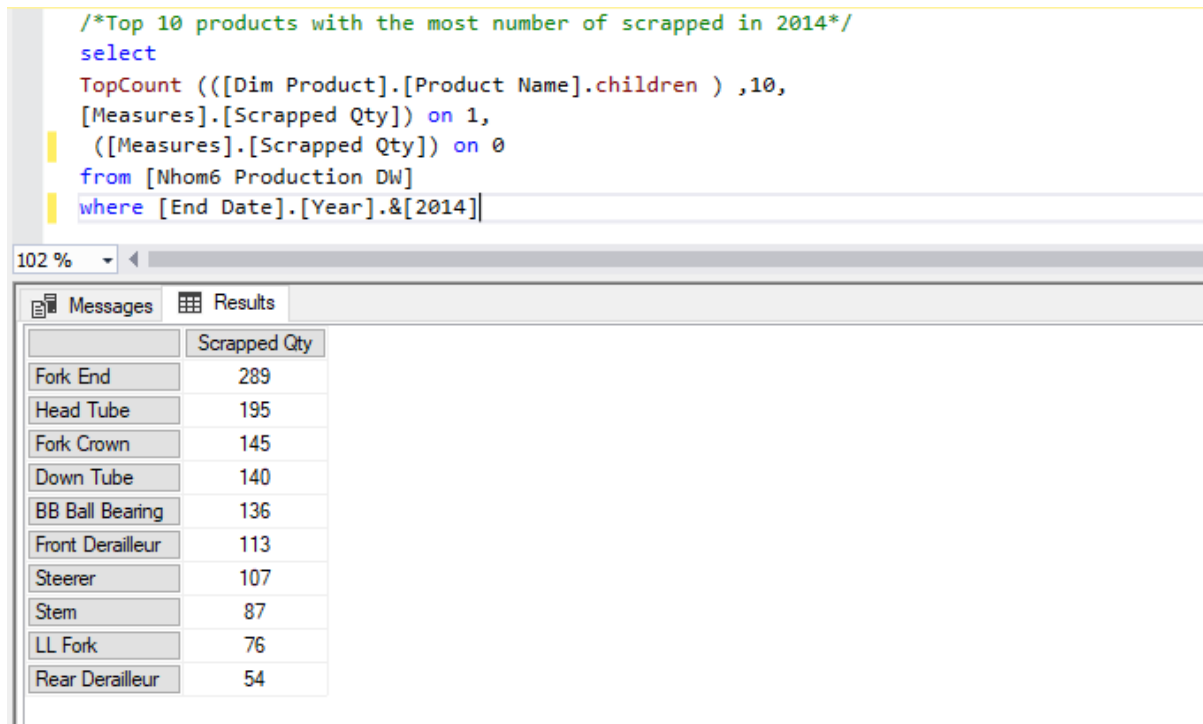 /*Top 10 products with the most number of scrapped in 2014*/
select
TopCount (([Dim Product].[Product Name].children ) ,10,
[Measures].[Scrapped Qty]) on 1,
([Measures].[Scrapped Qty]) on 0
from [Nhom6 Production DW]
where [End Date].[Year].&[2014]
102 %
Messages Results
Scrapped Qty
Fork End 289
Head Tube 195
Fork Crown 145
Down Tube 140
BB Ball Bearing 136
Front Derailleur 113
Steerer 107
Stem 87
LL Fork 76
Rear Derailleur 54